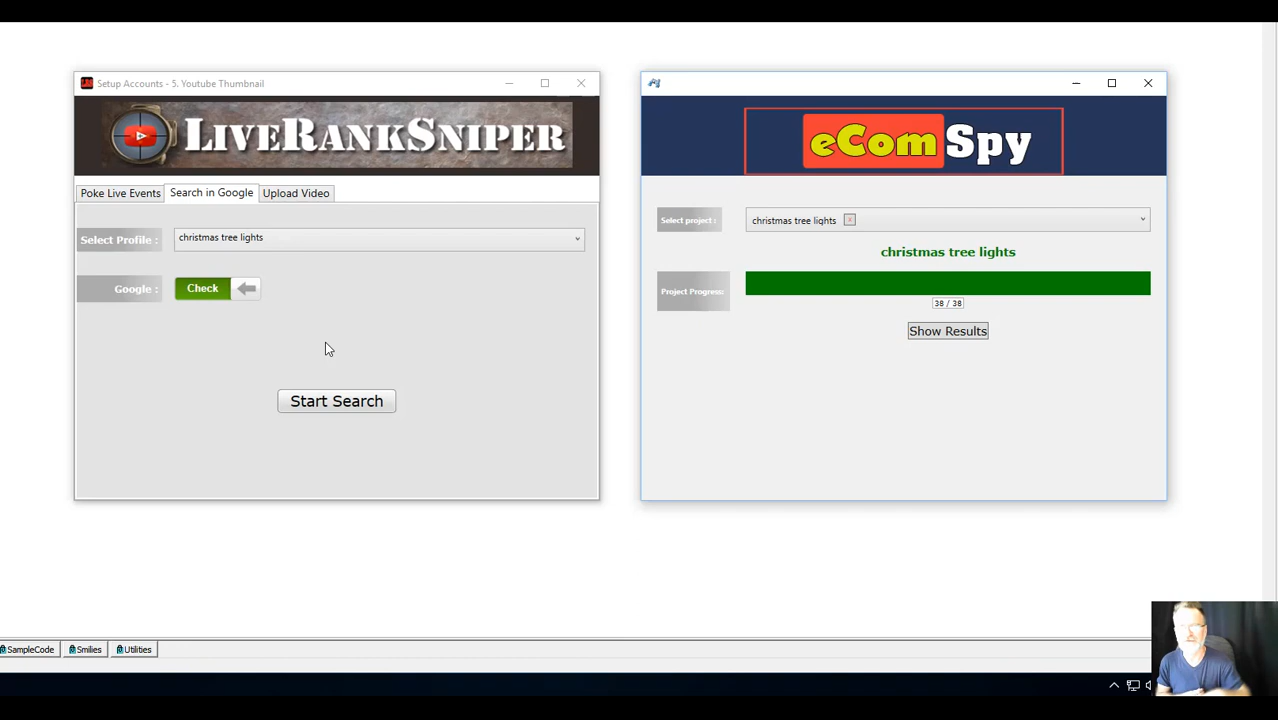 Setup Accounts - 5. Youtube Thumbnail
LIVERANKSNIPER
Poke Live Events
Search in Google
Upload Video
Select Profile :
christmas tree lights
Google :
Check
Start Search
eComSpy
Select project :
christmas tree lights
x
christmas tree lights
Project Progress:
38 / 38
Show Results
SampleCode
Smilies
Utilities